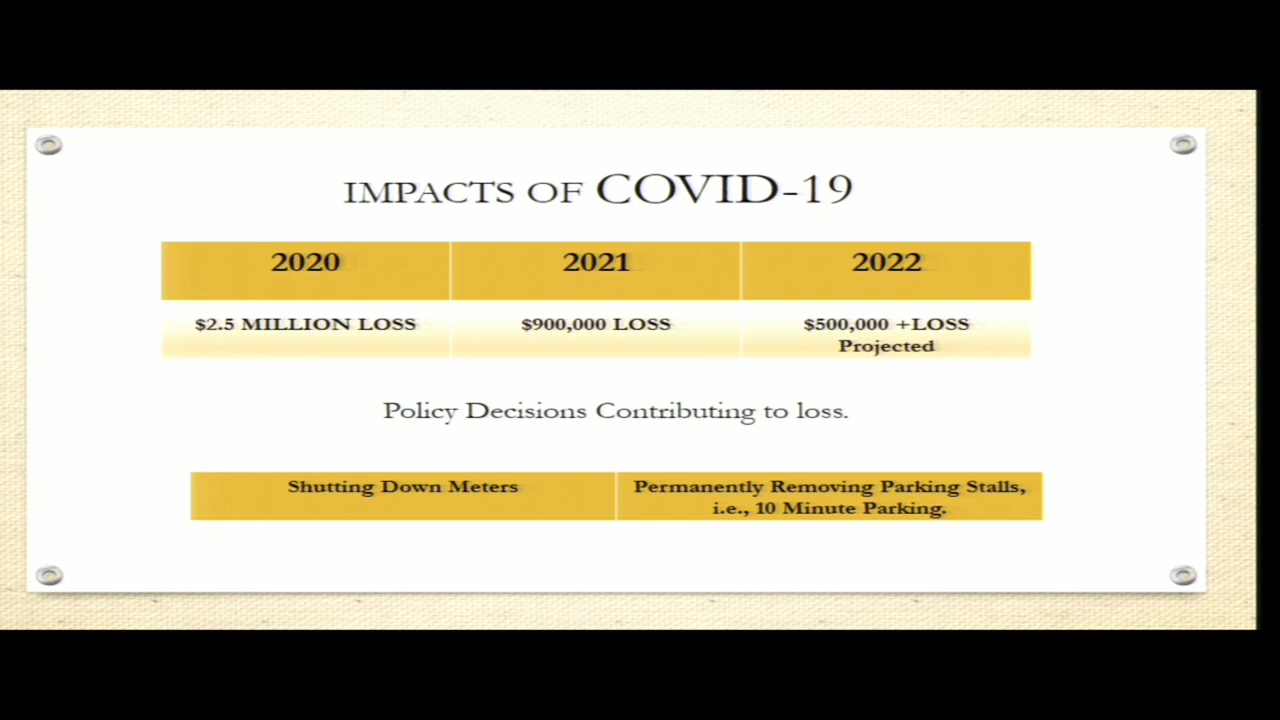 IMPACTS OF COVID-19
2020 2021 2022
$2.5 MILLION LOSS $900,000 LOSS $500,000 +LOSS
Projected
Policy Decisions Contributing to loss.
Shutting Down Meters Permanently Removing Parking Stalls,
i.e., 10 Minute Parking.